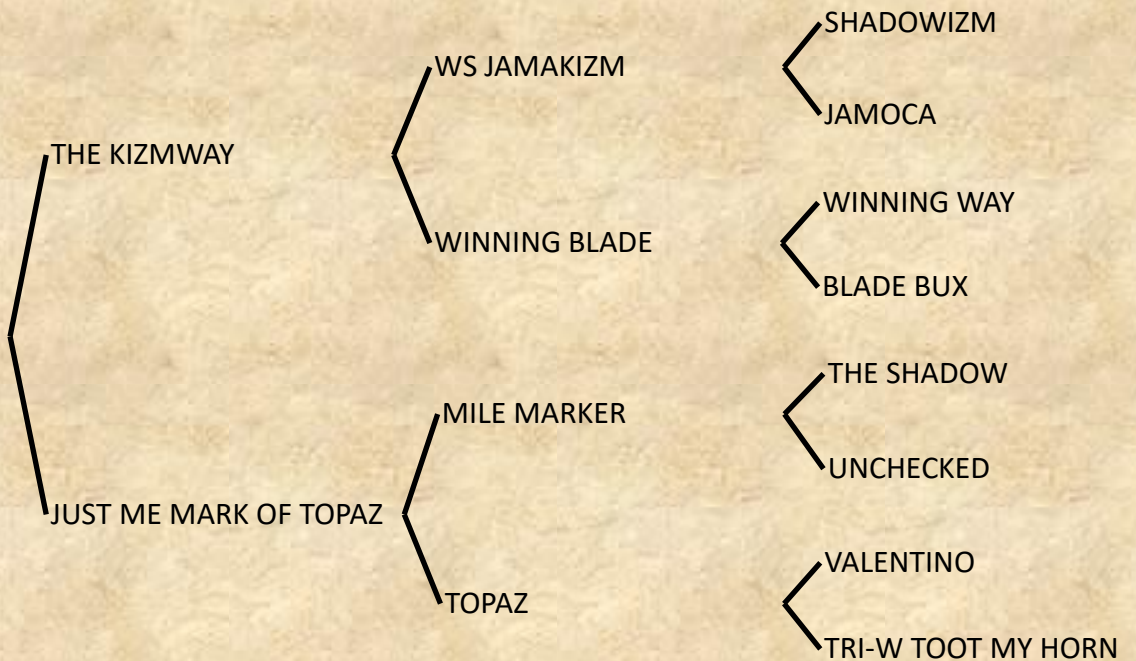 SHADOWIZM
WS JAMAKIZM
JAMOCA
THE KIZMWAY
WINNING WAY
WINNING BLADE
BLADE BUX
THE SHADOW
MILE MARKER
UNCHECKED
JUST ME MARK OF TOPAZ
VALENTINO
TOPAZ
TRI-W TOOT MY HORN